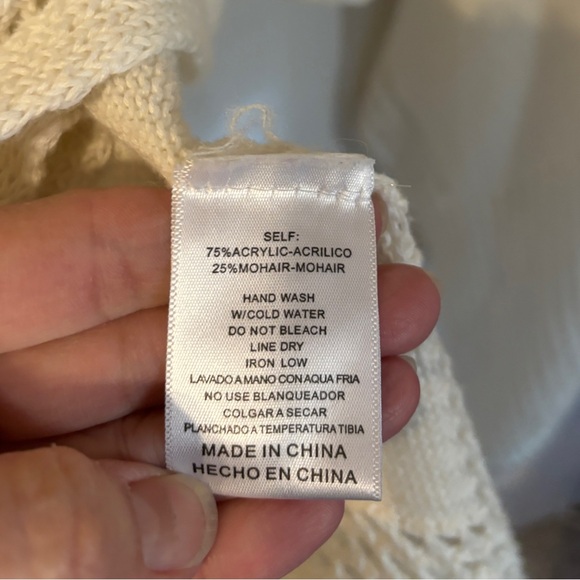 SELF:
75%ACRYLIC-ACRILICO
25%MOHAIR-MOHAIR
HAND WASH
W/COLD WATER
DO NOT BLEACH
LINE DRY
IRON LOW
LAVADO A MANO CON AQUA FRIA
NO USE BLANQUEADOR
COLGAR A SECAR
PLANCHADO A TEMPERATURA TIBIA
MADE IN CHINA
HECHO EN CHINA